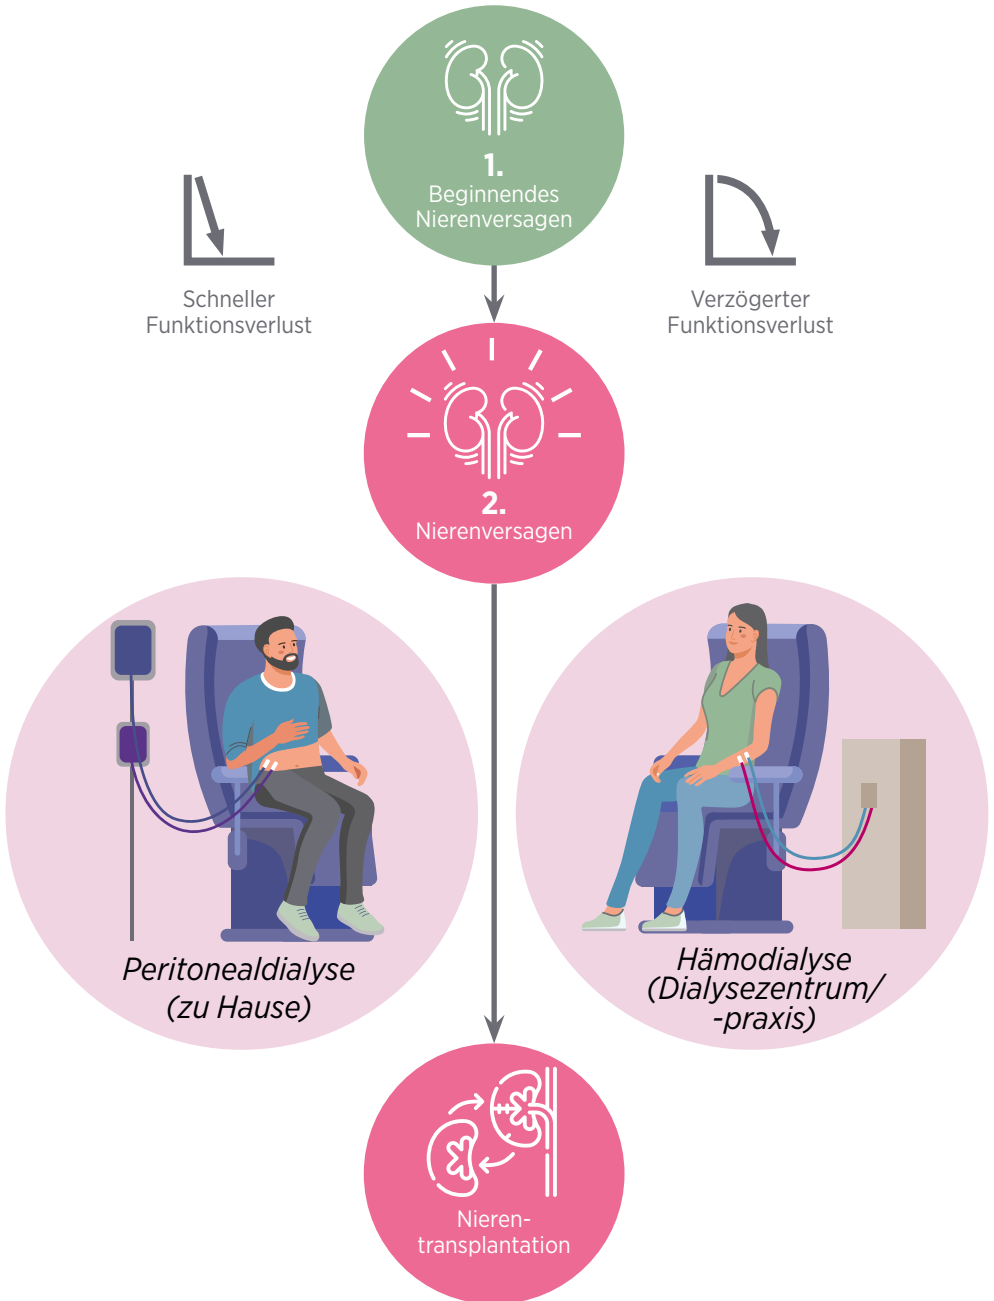 1.
Beginnendes
Nierenversagen
Schneller
Funktionsverlust
Verzögerter
Funktionsverlust
2.
Nierenversagen
Peritonealdialyse
(zu Hause)
Hämodialyse
(Dialysezentrum/
-praxis)
Nieren-
transplantation